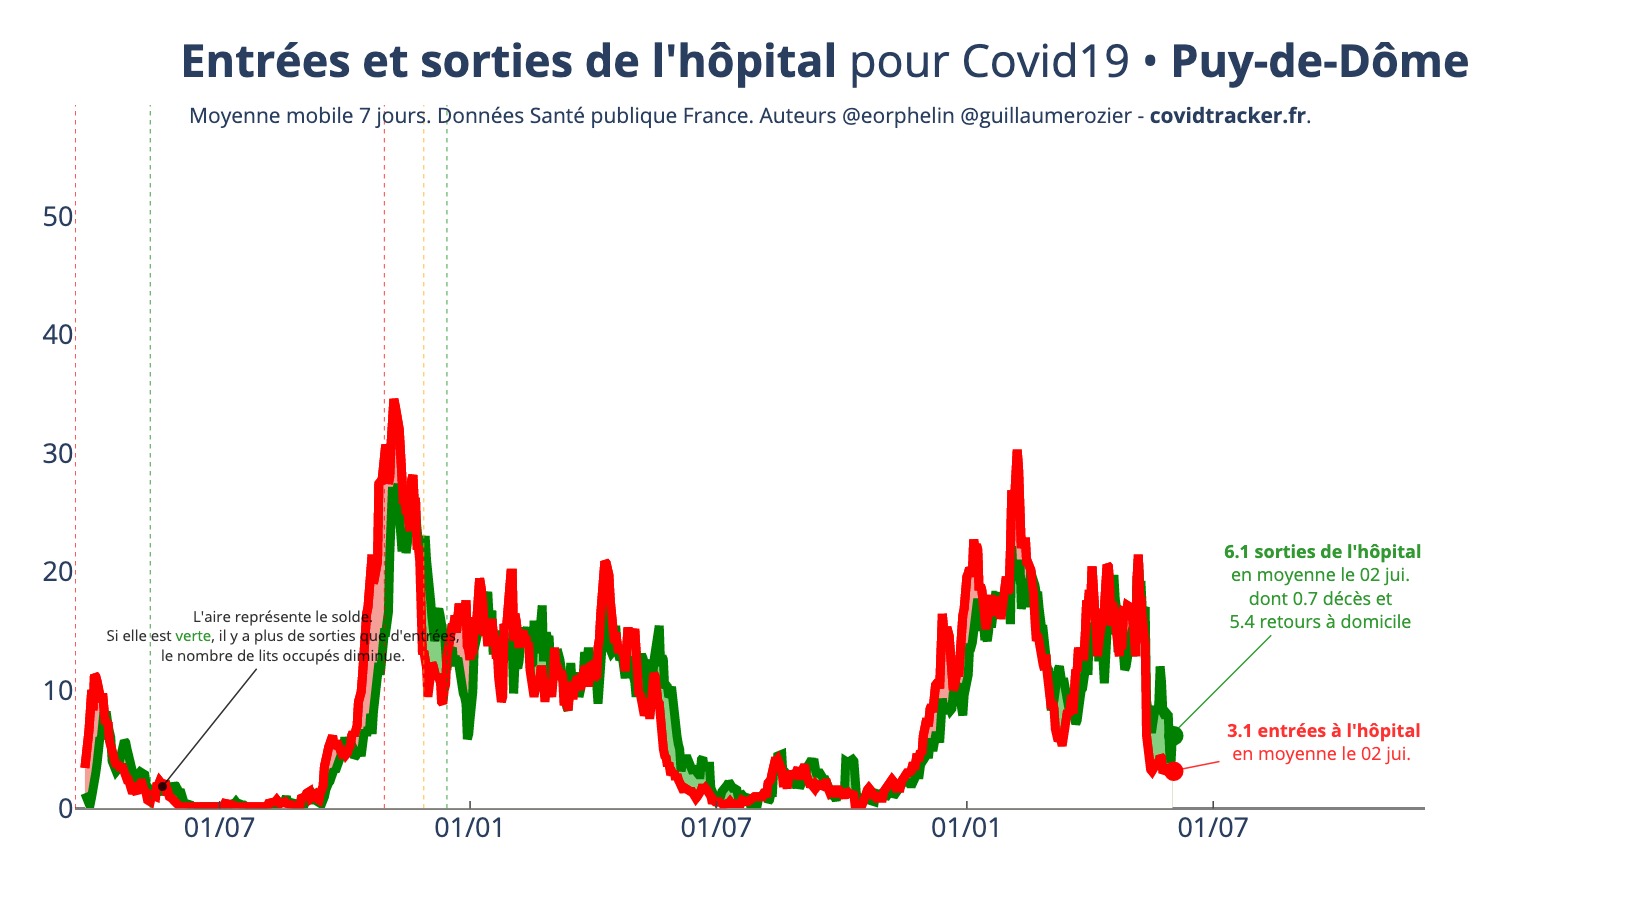 Entrées et sorties de l'hôpital pour Covid19 • Puy-de-Dôme
Moyenne mobile 7 jours. Données Santé publique France. Auteurs @eorphelin @guillaumerozier - covidtracker.fr.
50
40
30
20
10
0
L'aire représente le solde.
Si elle est verte, il y a plus de sorties que d'entrées,
le nombre de lits occupés diminue.
6.1 sorties de l'hôpital
en moyenne le 02 jui.
dont 0.7 décès et
5.4 retours à domicile
3.1 entrées à l'hôpital
en moyenne le 02 jui.
01/07
01/01
01/07
01/01
01/07